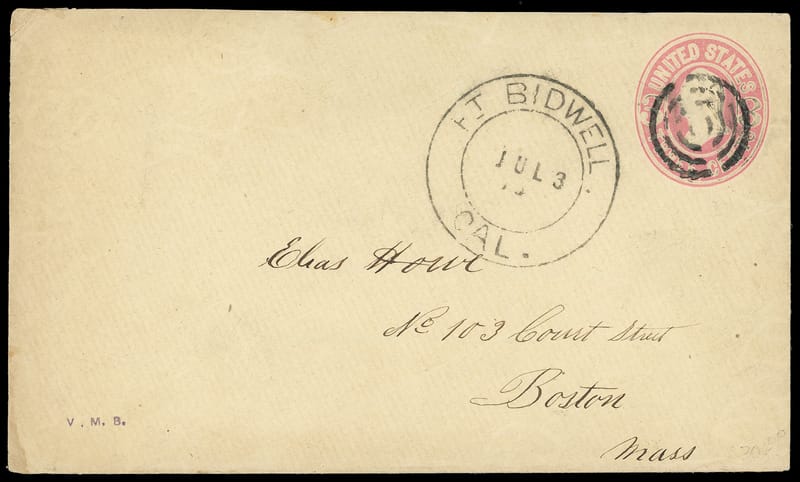 UNITED STATES
FT BIDWELL
JUL 3
CAL.
Elias Howe
No 103 Court Street
Boston
Mass
V. M. B.